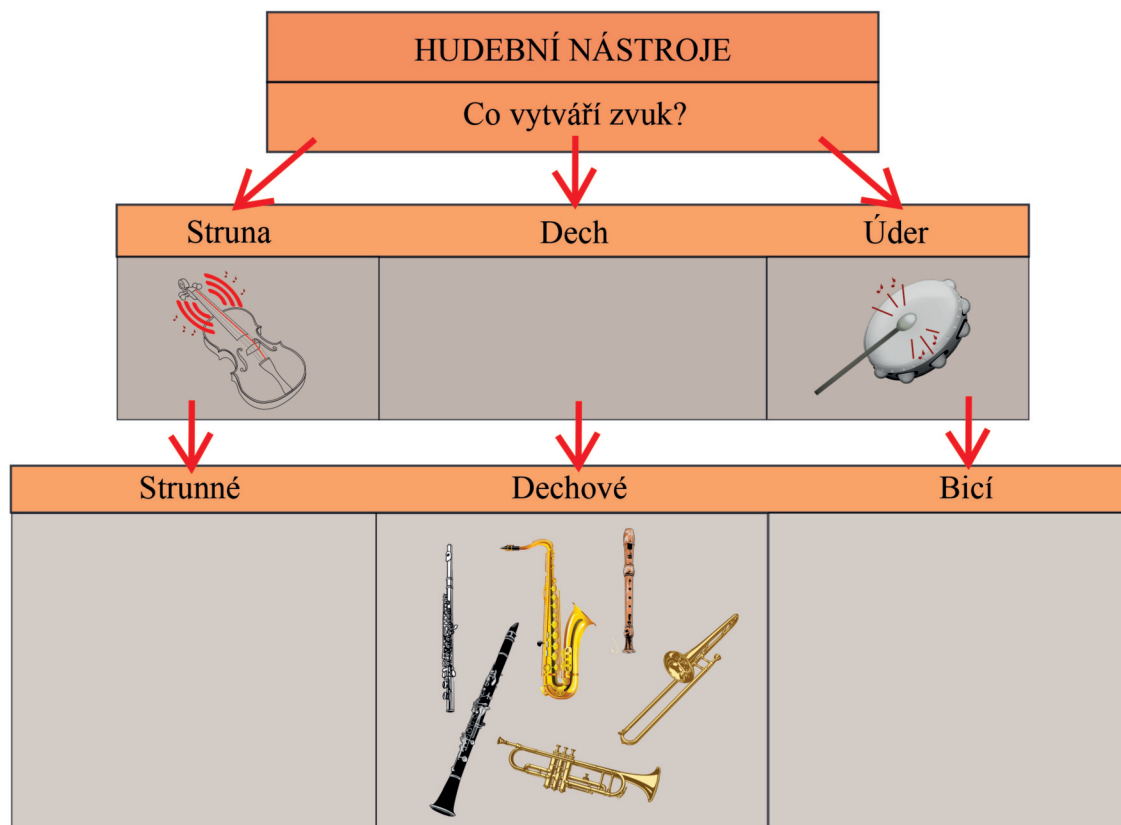 HUDEBNÍ NÁSTROJE
Co vytváří zvuk?
Struna Dech Úder
Strunné Dechové Bicí